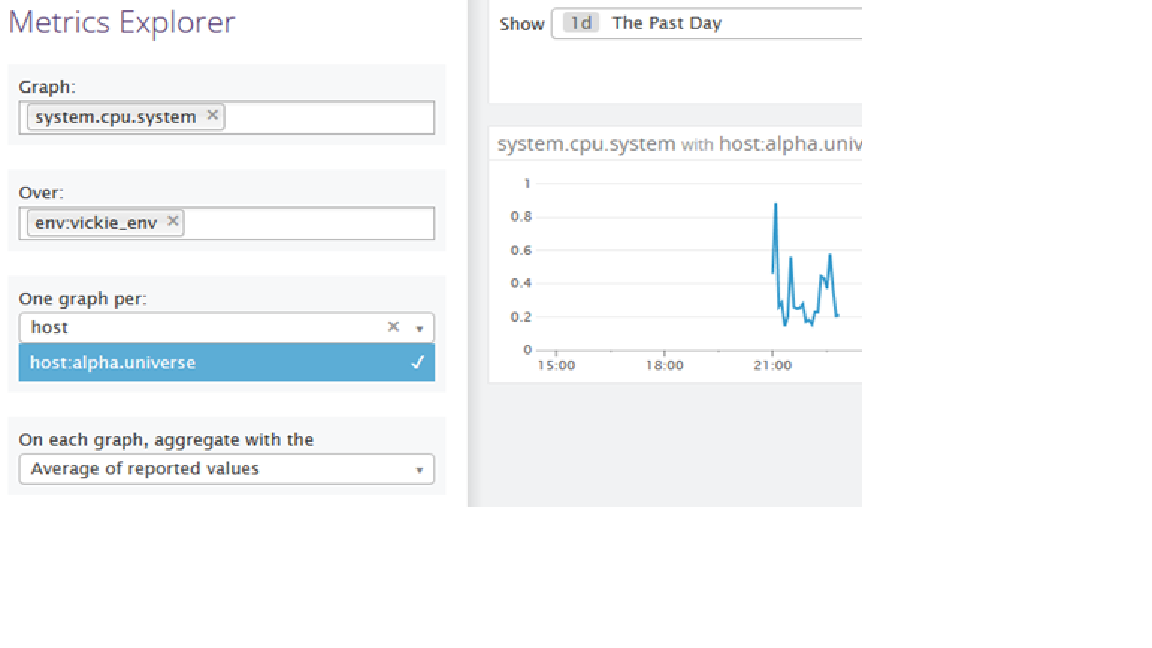 Metrics Explorer
Graph:
system.cpu.system ×
Over:
env:vickie_env ×
One graph per:
host ×
host:alpha.universe ✓
On each graph, aggregate with the
Average of reported values
Show 1d The Past Day
system.cpu.system with host:alpha.univ
1
0.8
0.6
0.4
0.2
0
15:00 18:00 21:00